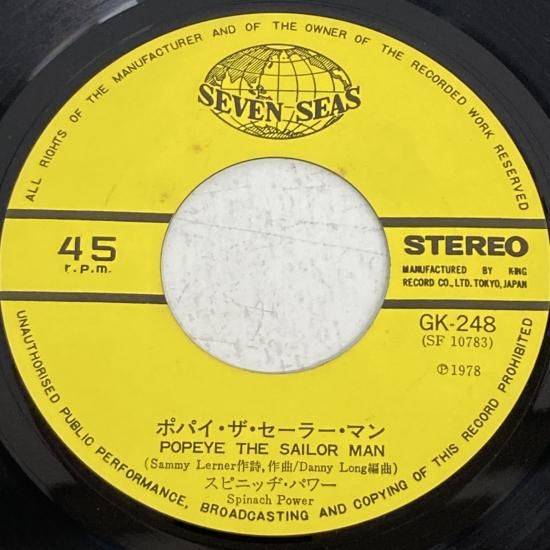 ALL RIGHTS OF THE MANUFACTURER AND OF THE OWNER OF THE RECORDED WORK RESERVED
SEVEN SEAS
45
r.p.m.
STEREO
MANUFACTURED BY KING
RECORD CO., LTD. TOKYO, JAPAN
GK-248
(SF 10783)
Ⓟ1978
ポパイ・ザ・セーラー・マン
POPEYE THE SAILOR MAN
(Sammy Lerner作詩,作曲/Danny Long編曲)
スピニッヂ・パワー
Spinach Power
UNAUTHORISED PUBLIC PERFORMANCE, BROADCASTING AND COPYING OF THIS RECORD PROHIBITED